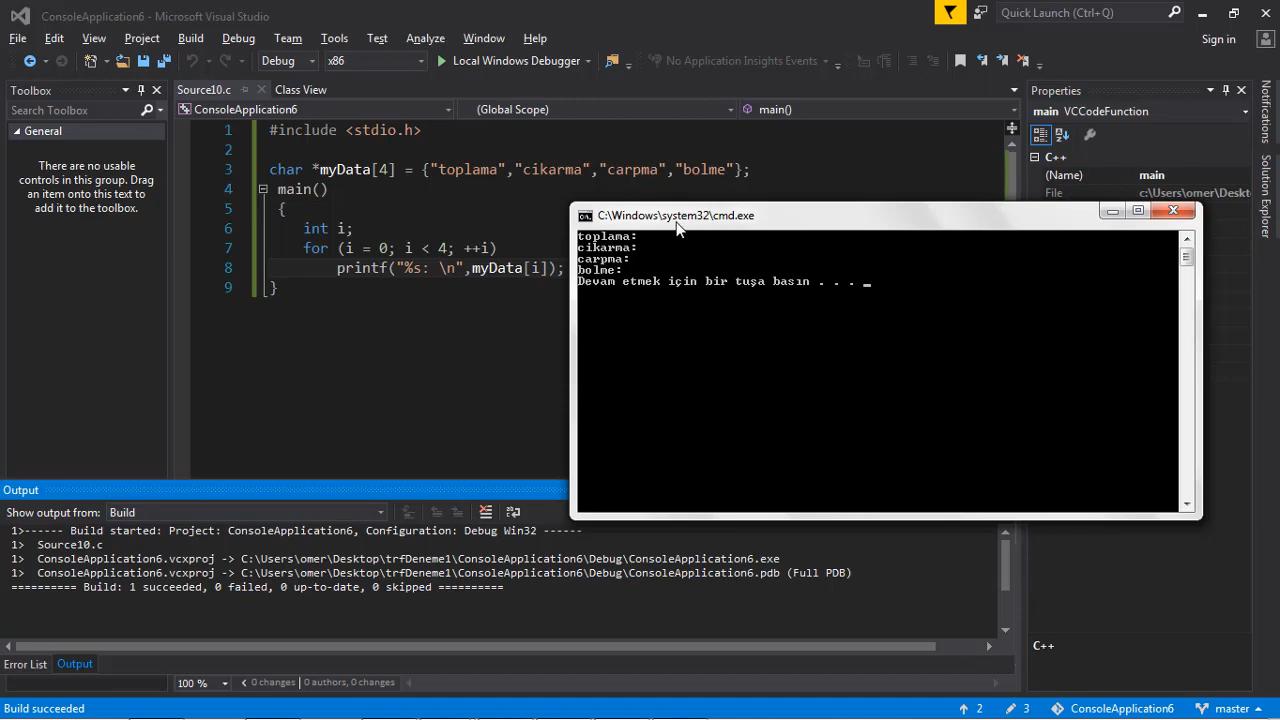 ConsoleApplication6 - Microsoft Visual Studio
Quick Launch (Ctrl+Q)
File Edit View Project Build Debug Team Tools Test Analyze Window Help
Sign in
Debug x86 Local Windows Debugger No Application Insights Events
Toolbox
Search Toolbox
General
There are no usable
controls in this group. Drag
an item onto this text to
add it to the toolbox.
Source10.c Class View
ConsoleApplication6 (Global Scope) main()
1 #include <stdio.h>
2
3 char *myData[4] = {"toplama","cikarma","carpma","bolme"};
4 main()
5 {
6 int i;
7 for (i = 0; i < 4; ++i)
8 printf("%s: \n",myData[i]);
9 }
Properties
main VCCodeFunction
C++
(Name) main
File c:\Users\omer\Deskt
Notifications
Solution Explorer
C:\Windows\system32\cmd.exe
toplama:
cikarma:
carpma:
bolme:
Devam etmek için bir tuşa basın . . . _
Output
Show output from: Build
1>------ Build started: Project: ConsoleApplication6, Configuration: Debug Win32
1> Source10.c
1> ConsoleApplication6.vcxproj -> C:\Users\omer\Desktop\trfDeneme1\ConsoleApplication6\Debug\ConsoleApplication6.exe
1> ConsoleApplication6.vcxproj -> C:\Users\omer\Desktop\trfDeneme1\ConsoleApplication6\Debug\ConsoleApplication6.pdb (Full PDB)
========== Build: 1 succeeded, 0 failed, 0 up-to-date, 0 skipped ==========
C++
Error List Output
100 % 0 changes | 0 authors, 0 changes
Build succeeded
2 3 ConsoleApplication6 master